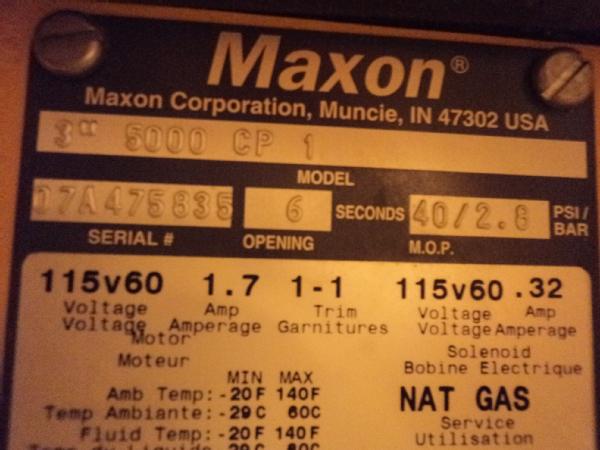 Maxon®
Maxon Corporation, Muncie, IN 47302 USA
3" 5000 CP 1
MODEL
07A475835 6 SECONDS 40/2.8 PSI / BAR
SERIAL # OPENING M.O.P.
115v60 1.7 1-1 115v60 .32
Voltage Amp Trim Voltage Amp
Voltage Amperage Garnitures Voltage Amperage
Motor Solenoid
Moteur Bobine Electrique
MIN MAX
Amb Temp: -20F 140F NAT GAS
Temp Ambiante: -29C 60C Service
Fluid Temp: -20F 140F Utilisation